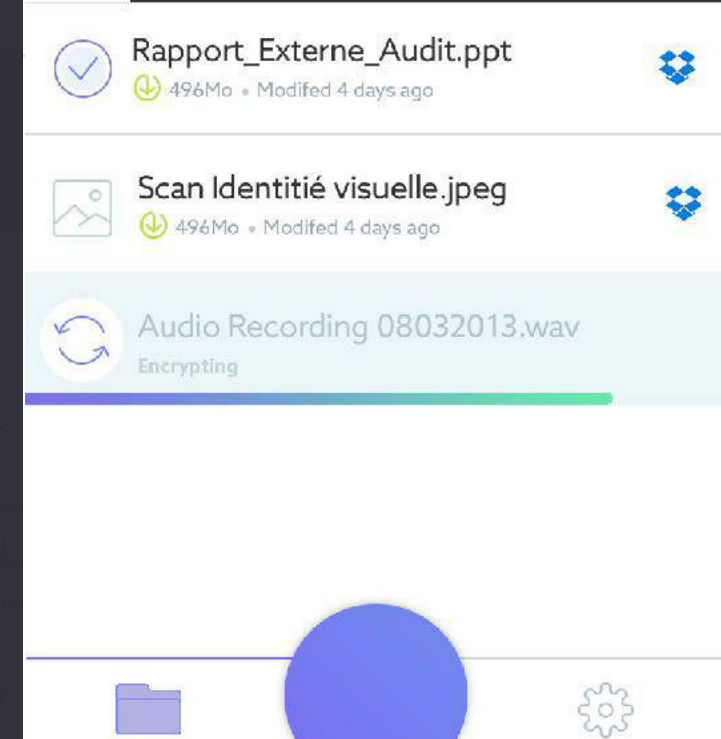 Rapport_Externe_Audit.ppt
496Mo • Modifed 4 days ago
Scan Identitié visuelle.jpeg
496Mo • Modifed 4 days ago
Audio Recording 08032013.wav
Encrypting